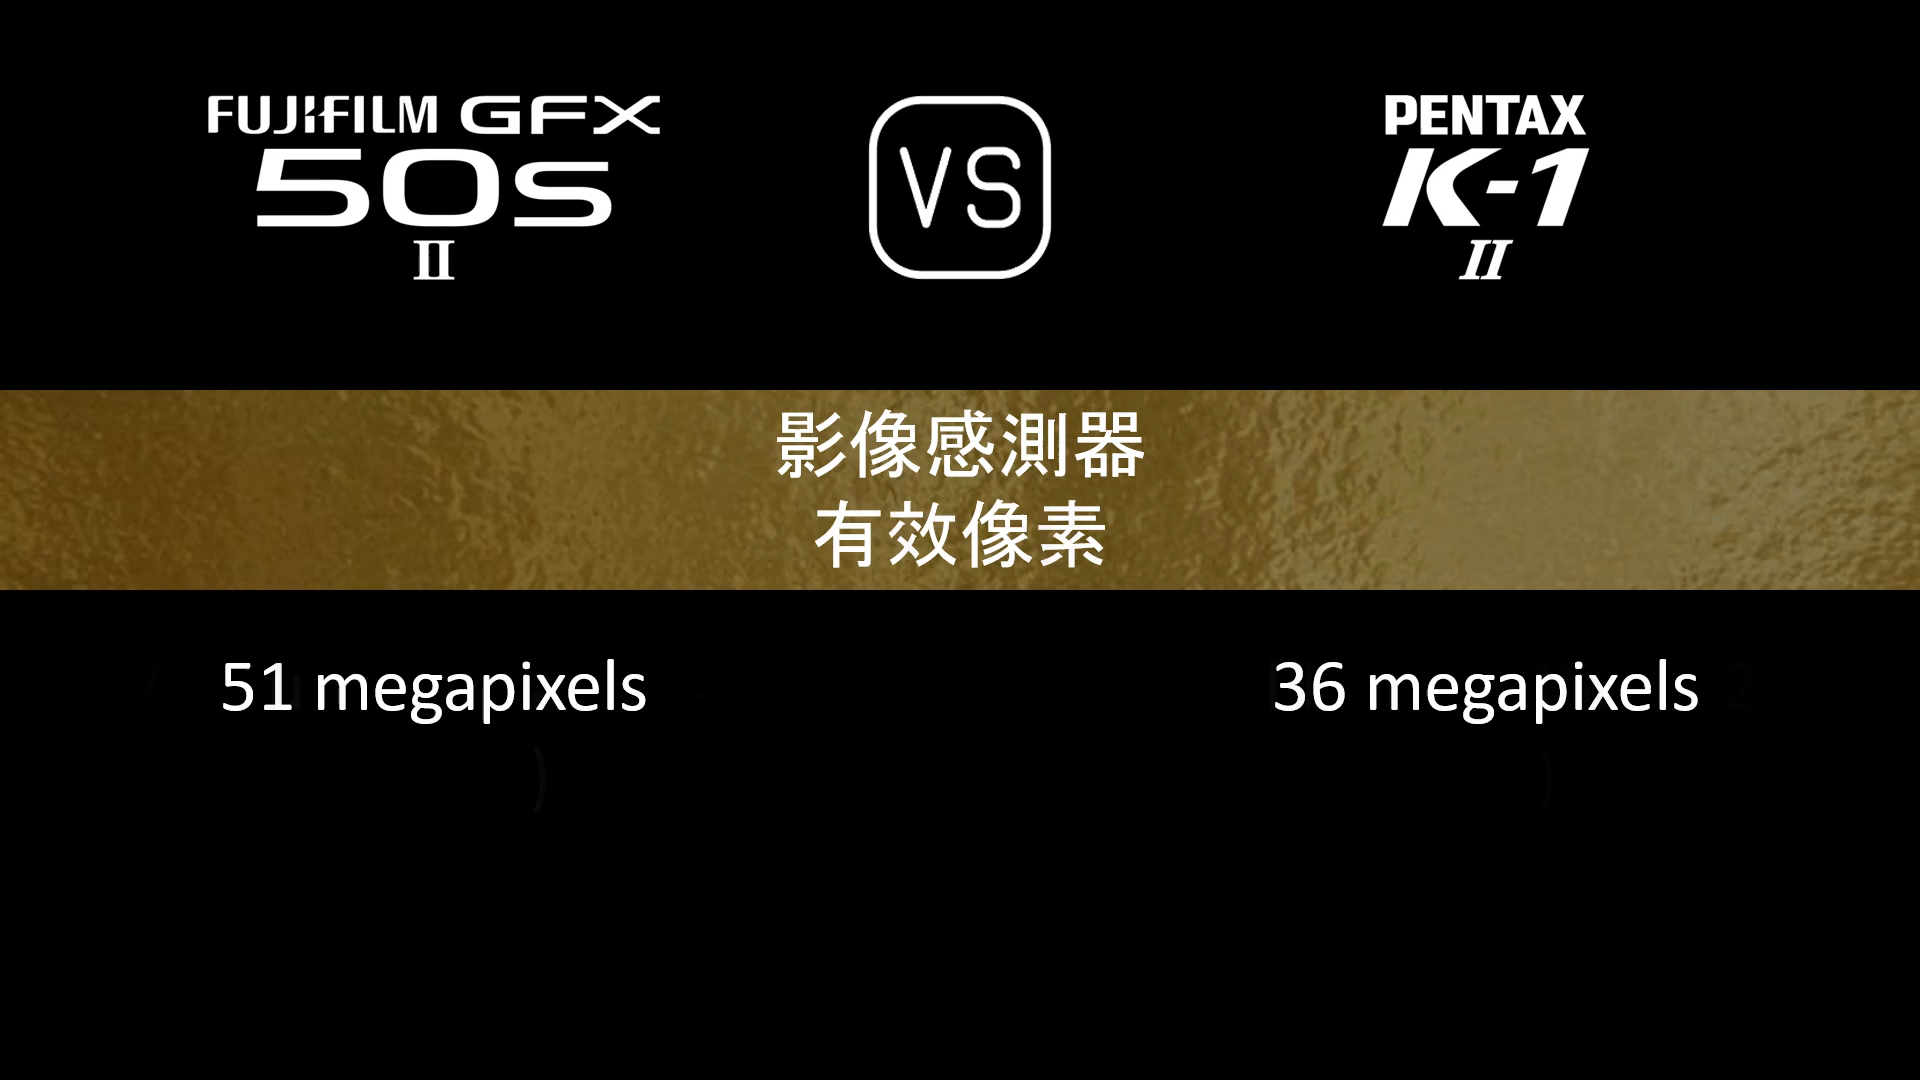 FUJIFILM GFX
50S
II
VS
PENTAX
K-1
II
影像感測器
有效像素
51 megapixels
36 megapixels